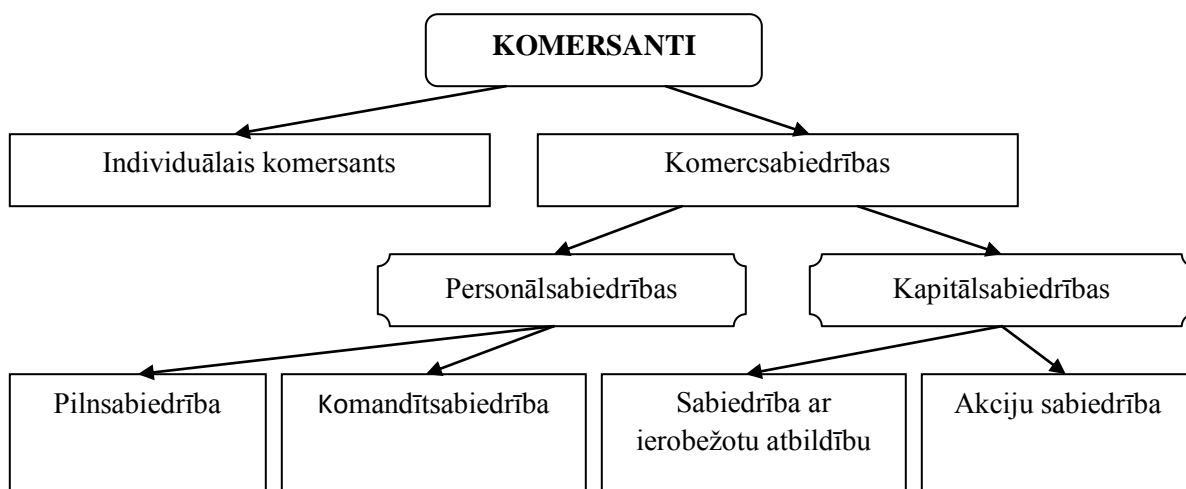 KOMERSANTI
Individuālais komersants
Komercsabiedrības
Personālsabiedrības
Kapitālsabiedrības
Pilnsabiedrība
Komandītsabiedrība
Sabiedrība ar
ierobežotu atbildību
Akciju sabiedrība